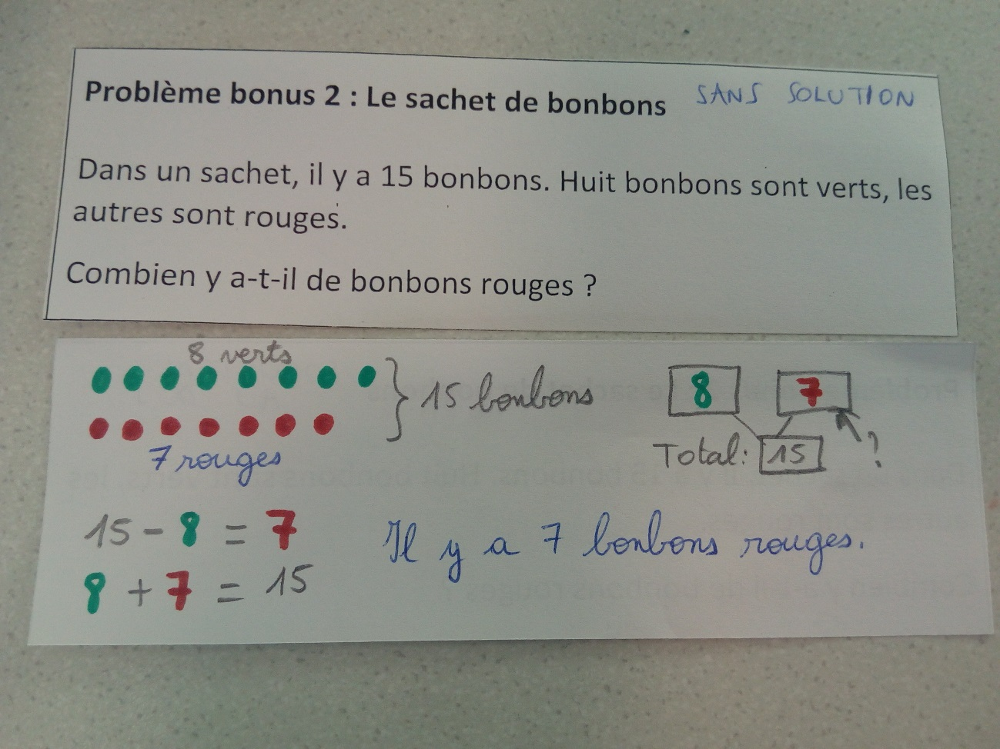 Problème bonus 2 : Le sachet de bonbons SANS SOLUTION
Dans un sachet, il y a 15 bonbons. Huit bonbons sont verts, les
autres sont rouges.
Combien y a-t-il de bonbons rouges ?
8 verts
15 bonbons
7 rouges
8 7
Total: 15 ?
15 - 8 = 7
8 + 7 = 15
Il y a 7 bonbons rouges.